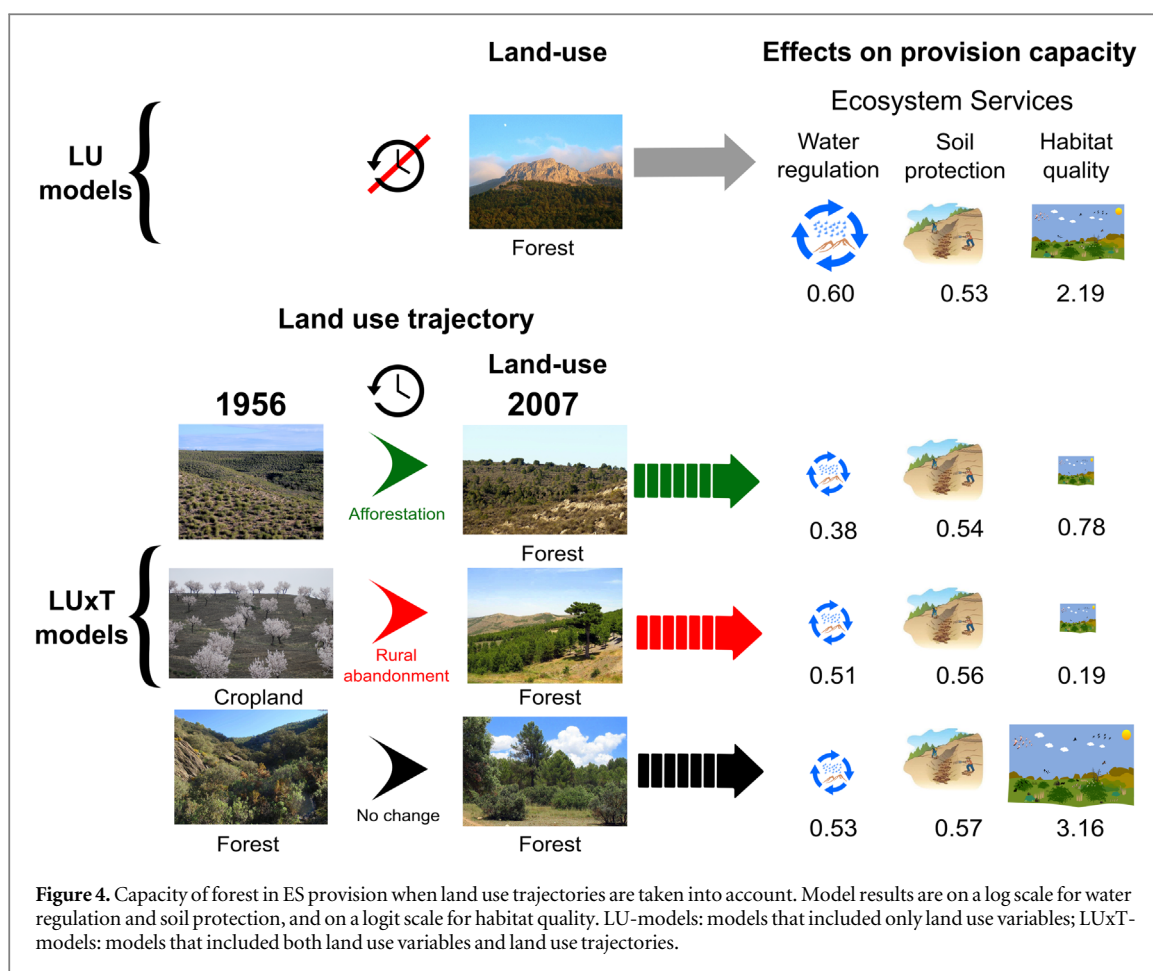 Land-use
Effects on provision capacity
Ecosystem Services
LU
models
Water
regulation
Soil
protection
Habitat
quality
Forest
0.60
0.53
2.19
Land use trajectory
Land-use
1956
2007
Afforestation
Forest
0.38
0.54
0.78
LUxT
models
Rural
abandonment
Cropland
Forest
0.51
0.56
0.19
No change
Forest
Forest
0.53
0.57
3.16
Figure 4. Capacity of forest in ES provision when land use trajectories are taken into account. Model results are on a log scale for water
regulation and soil protection, and on a logit scale for habitat quality. LU-models: models that included only land use variables; LUxT-
models: models that included both land use variables and land use trajectories.